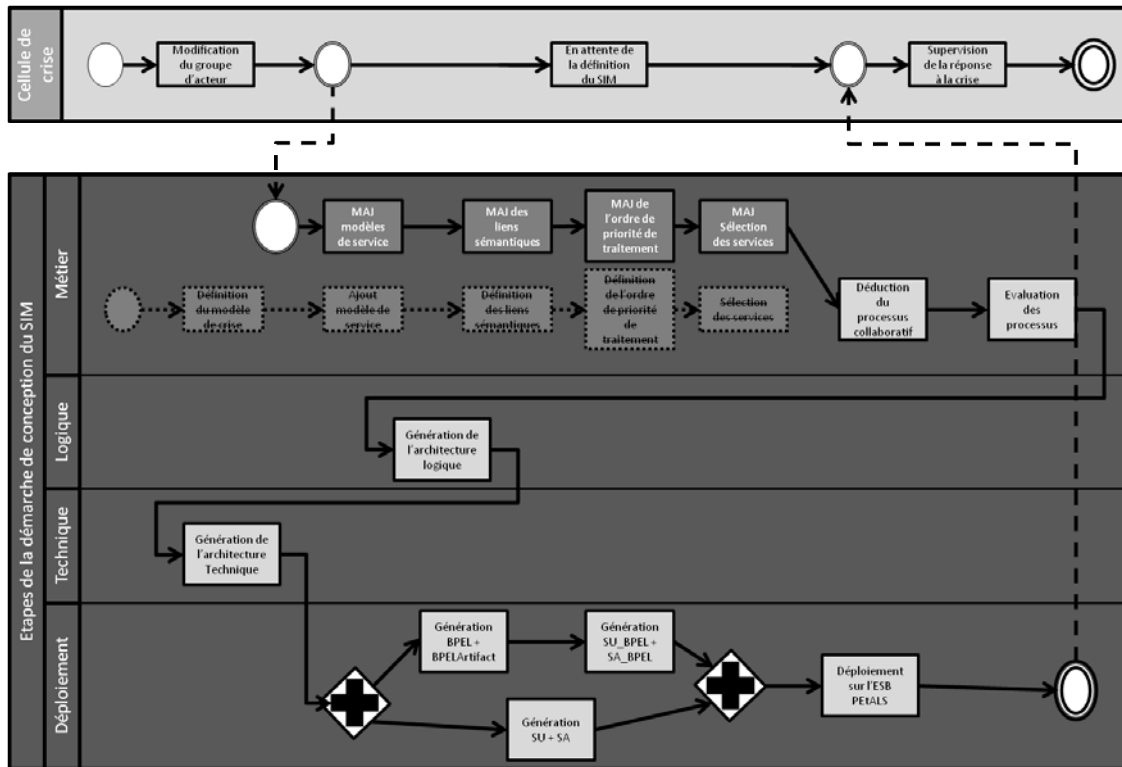 Cellule de
crise
Modification
du groupe
d'acteur
En attente de
la définition
du SIM
Supervision
de la réponse
à la crise
Etapes de la démarche de conception du SIM
Métier
MAJ
modèles
de service
MAJ des
liens
sémantiques
MAJ de
l'ordre de
priorité de
traitement
MAJ
Sélection
des services
Définition
du modèle
de crise
Ajout
modèle de
service
Définition
des liens
sémantiques
Définition
de l'ordre
de priorité
de
traitement
Sélection
des services
Déduction
du
processus
collaboratif
Evaluation
des
processus
Logique
Génération de
l'architecture
logique
Technique
Génération de
l'architecture
Technique
Déploiement
Génération
BPEL +
BPELArtifact
Génération
SU_BPEL +
SA_BPEL
Génération
SU + SA
Déploiement
sur l'ESB
PEtALS